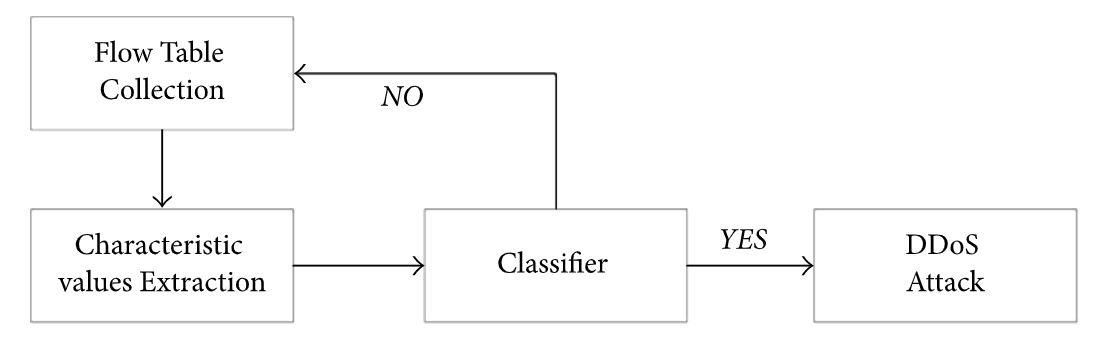 Flow Table
Collection
NO
Characteristic
values Extraction
Classifier
YES
DDoS
Attack